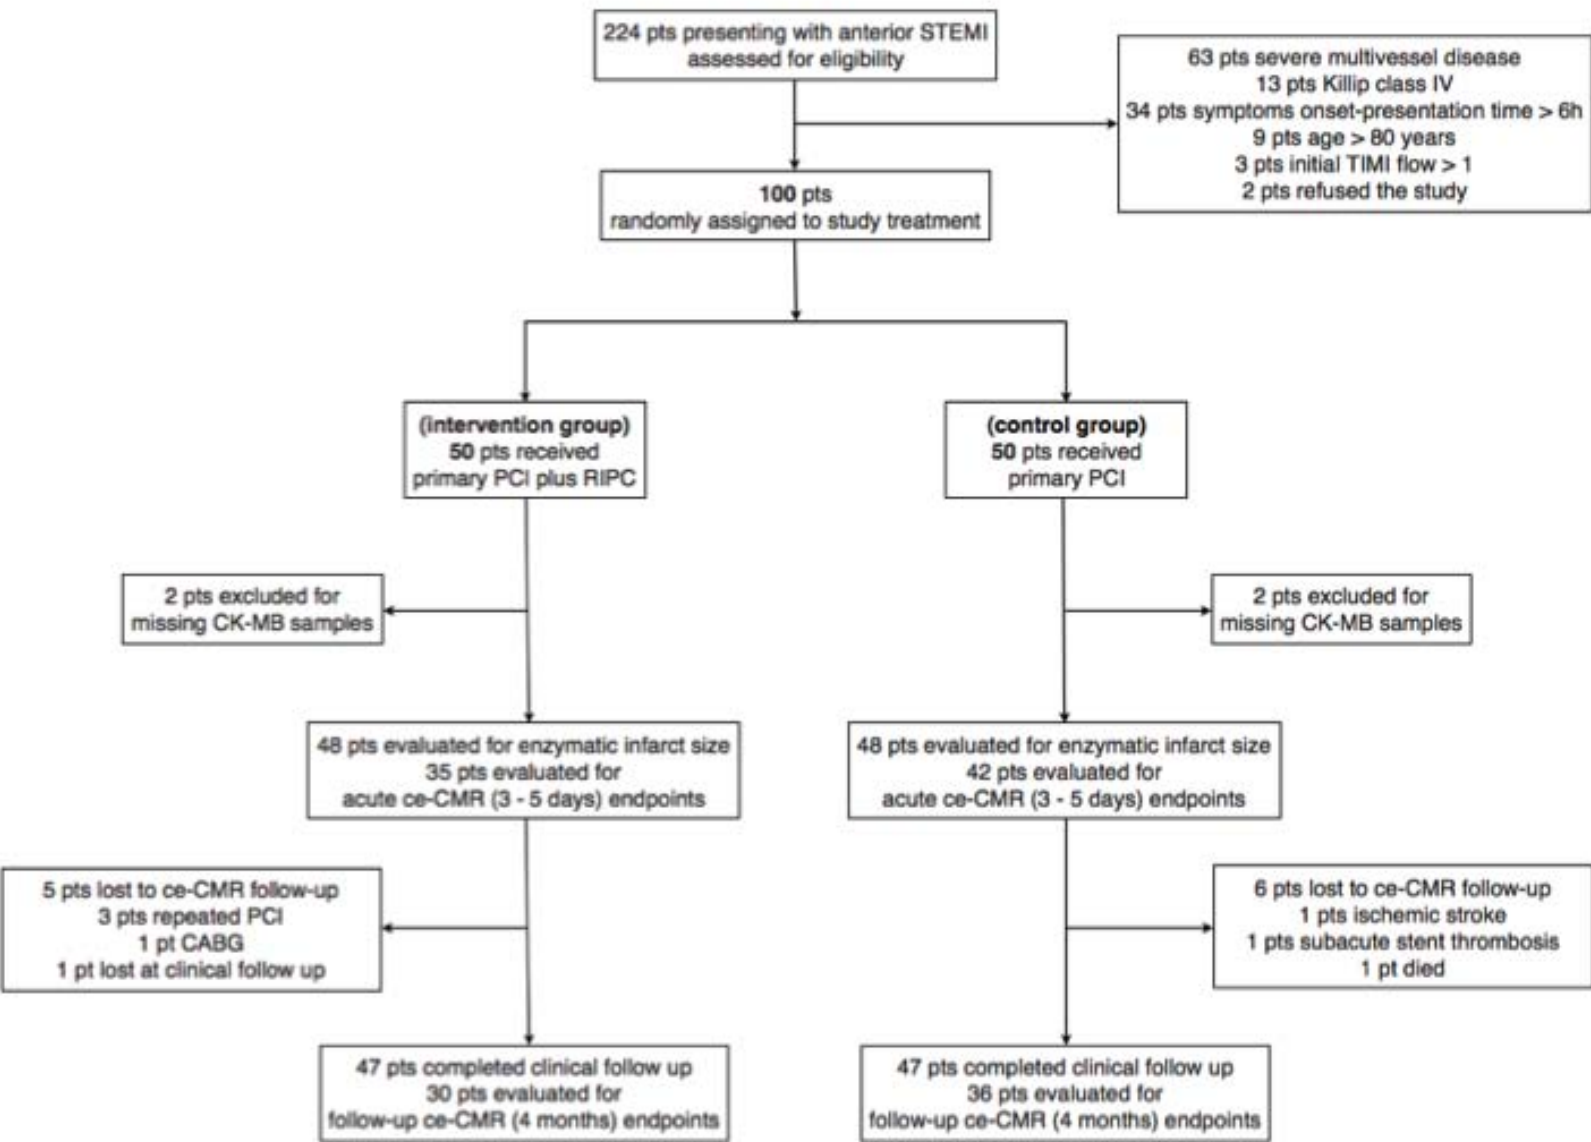 224 pts presenting with anterior STEMI
assessed for eligibility
63 pts severe multivessel disease
13 pts Killip class IV
34 pts symptoms onset-presentation time > 6h
9 pts age > 80 years
3 pts initial TIMI flow > 1
2 pts refused the study
100 pts
randomly assigned to study treatment
(intervention group)
50 pts received
primary PCI plus RIPC
(control group)
50 pts received
primary PCI
2 pts excluded for
missing CK-MB samples
2 pts excluded for
missing CK-MB samples
48 pts evaluated for enzymatic infarct size
35 pts evaluated for
acute ce-CMR (3 - 5 days) endpoints
48 pts evaluated for enzymatic infarct size
42 pts evaluated for
acute ce-CMR (3 - 5 days) endpoints
5 pts lost to ce-CMR follow-up
3 pts repeated PCI
1 pt CABG
1 pt lost at clinical follow up
6 pts lost to ce-CMR follow-up
1 pts ischemic stroke
1 pts subacute stent thrombosis
1 pt died
47 pts completed clinical follow up
30 pts evaluated for
follow-up ce-CMR (4 months) endpoints
47 pts completed clinical follow up
36 pts evaluated for
follow-up ce-CMR (4 months) endpoints